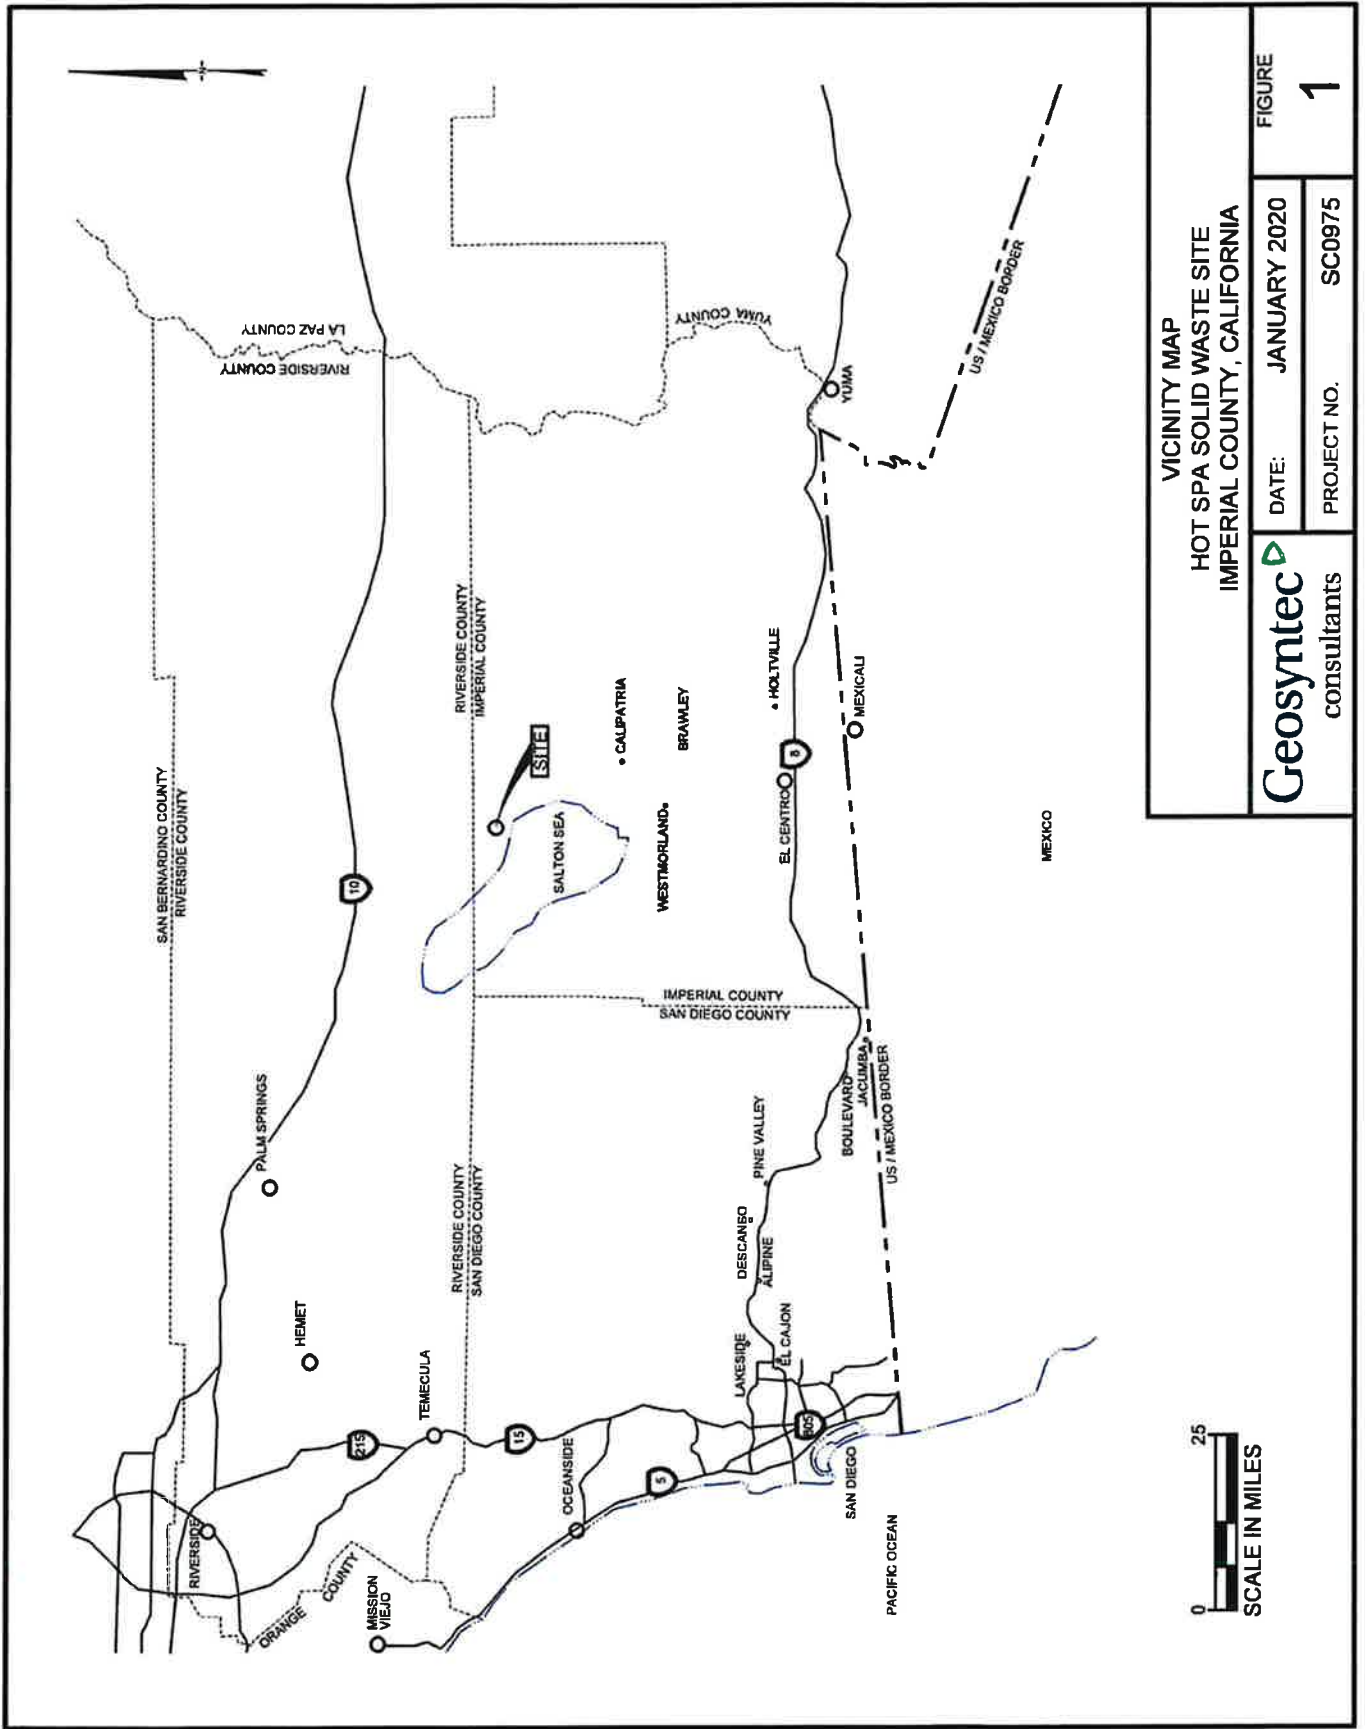 SAN BERNARDINO COUNTY
RIVERSIDE COUNTY
LA PAZ COUNTY
RIVERSIDE COUNTY
RIVERSIDE
ORANGE
COUNTY
MISSION
VIEJO
HEMET
PALM SPRINGS
10
215
TEMECULA
15
OCEANSIDE
5
RIVERSIDE COUNTY
SAN DIEGO COUNTY
RIVERSIDE COUNTY
IMPERIAL COUNTY
SITE
SALTON SEA
CALIPATRIA
WESTMORLAND
BRAWLEY
YUMA COUNTY
IMPERIAL COUNTY
SAN DIEGO COUNTY
LAKESIDE
DESCANSO
PINE VALLEY
ALIPINE
EL CAJON
805
SAN DIEGO
BOULEVARD
JACUMBA
US / MEXICO BORDER
EL CENTRO
8
HOLTVILLE
MEXICALI
YUMA
US / MEXICO BORDER
PACIFIC OCEAN
MEXICO
0 25
SCALE IN MILES
VICINITY MAP
HOT SPA SOLID WASTE SITE
IMPERIAL COUNTY, CALIFORNIA
Geosyntec
consultants
DATE: JANUARY 2020
PROJECT NO. SC0975
FIGURE
1